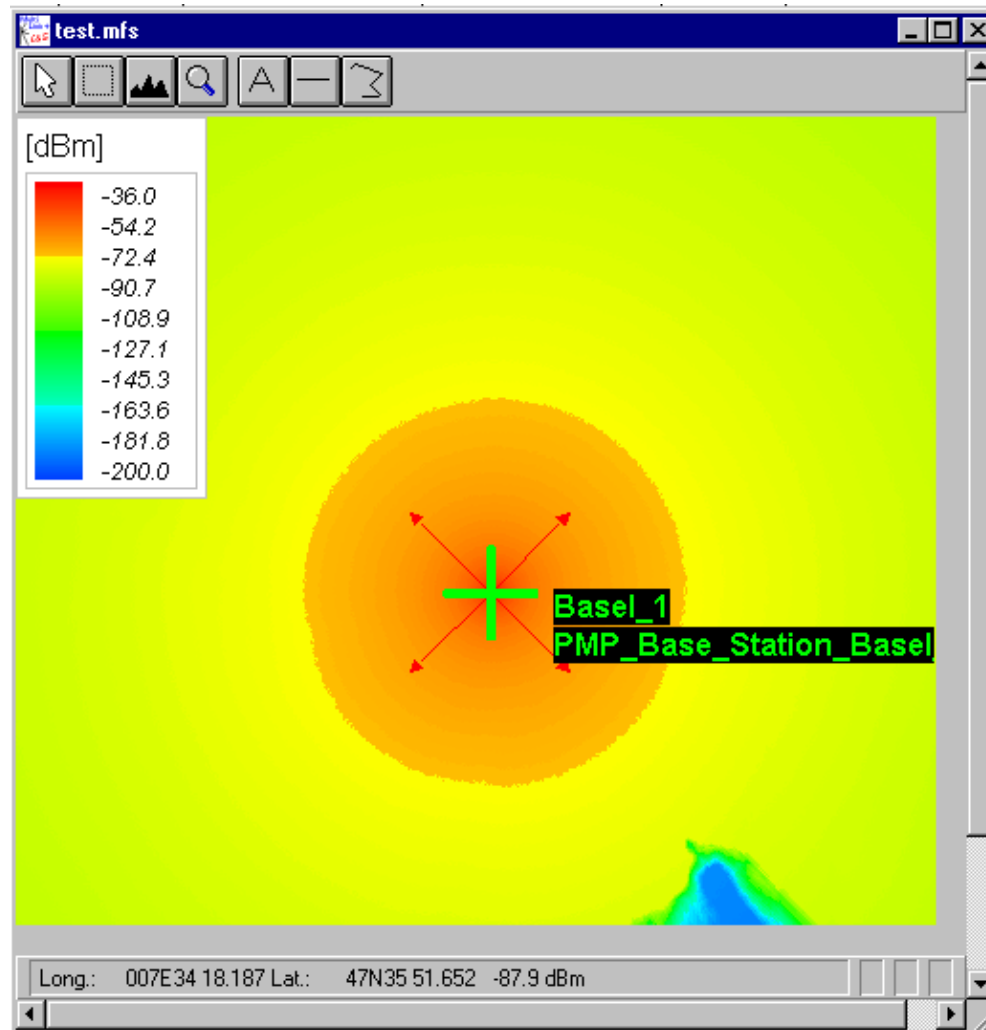 test.mfs
A
[dBm]
-36.0
-54.2
-72.4
-90.7
-108.9
-127.1
-145.3
-163.6
-181.8
-200.0
Basel_1
PMP_Base_Station_Basel_
Long.: 007E34 18.187 Lat.: 47N35 51.652 -87.9 dBm